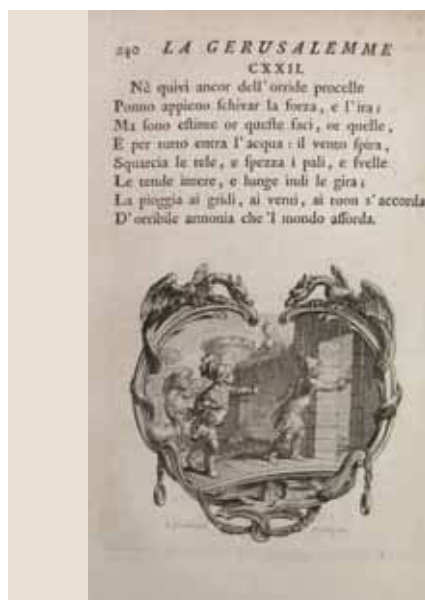 240 LA GERUSALEMME
CXXII.
Nè quivi ancor dell' orride procelle
Ponno appieno schivar la forza, e l'ira;
Ma sono estinte or queste faci, or quelle,
E per tutto entra l'acqua: il vento spira,
Squarcia le tele, e spezza i pali, e svelle
Le tende intere, e lunge indi le gira;
La pioggia ai gridi, ai venti, ai tuon s'accorda
D'orribile armonia che 'l mondo assorda.